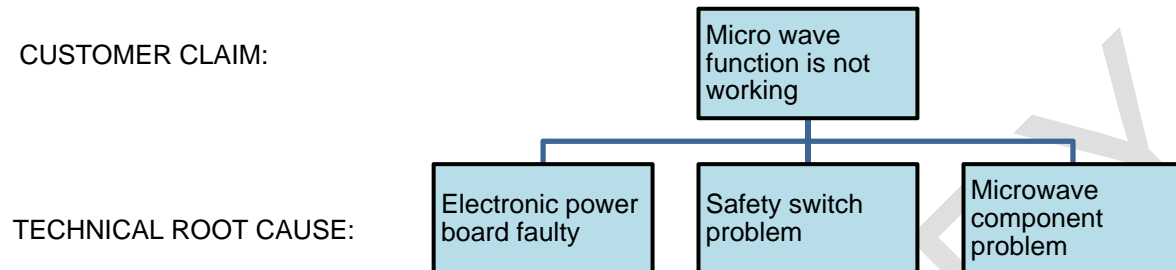 CUSTOMER CLAIM:
Micro wave
function is not
working
TECHNICAL ROOT CAUSE:
Electronic power
board faulty
Safety switch
problem
Microwave
component
problem